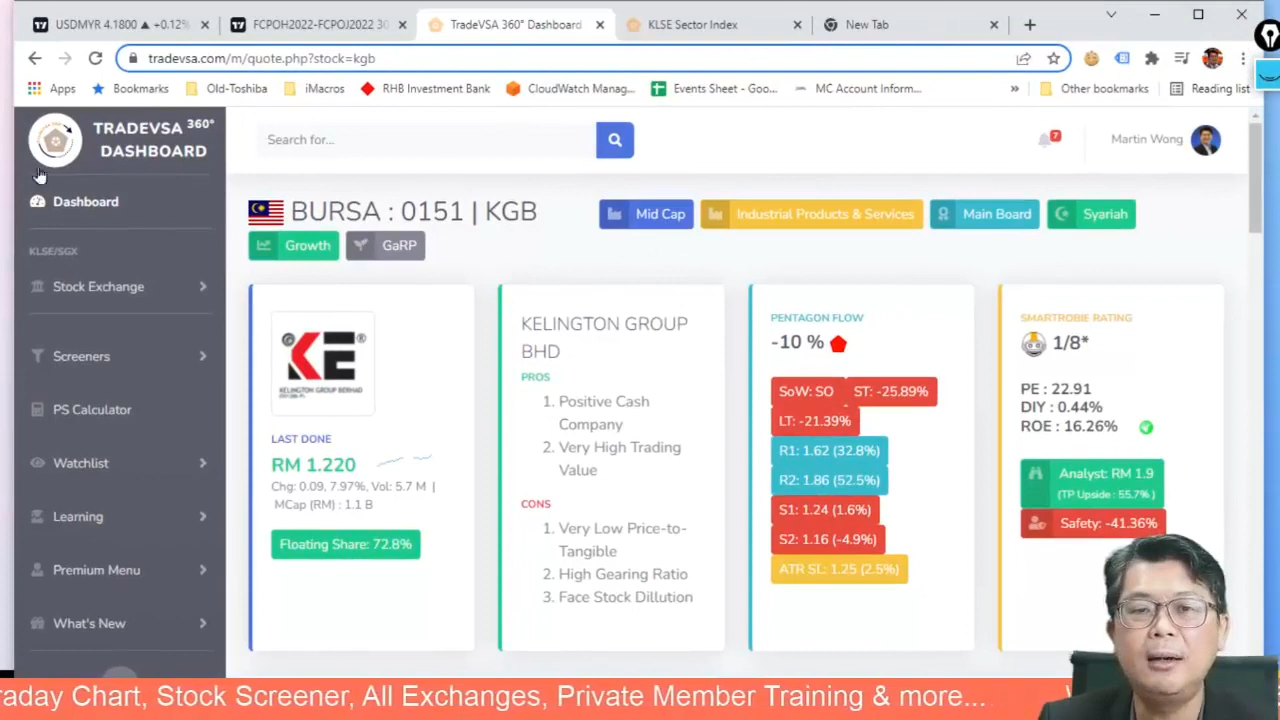 USDMYR 4.1800 ▲ +0.12%
FCPOH2022-FCPOJ2022 30
TradeVSA 360° Dashboard
KLSE Sector Index
New Tab
tradevsa.com/m/quote.php?stock=kgb
Apps
Bookmarks
Old-Toshiba
iMacros
RHB Investment Bank
CloudWatch Manag...
Events Sheet - Goo...
MC Account Inform...
»
Other bookmarks
Reading list
TRADEVSA 360°
DASHBOARD
Search for...
7
Martin Wong
Dashboard
KLSE/SGX
Stock Exchange
Screeners
PS Calculator
Watchlist
Learning
Premium Menu
What's New
BURSA : 0151 | KGB
Mid Cap
Industrial Products & Services
Main Board
Syariah
Growth
GaRP
KE
KELINGTON GROUP BERHAD
LAST DONE
RM 1.220
Chg: 0.09, 7.97%, Vol: 5.7 M |
MCap (RM) : 1.1 B
Floating Share: 72.8%
KELINGTON GROUP
BHD
PROS
1. Positive Cash
Company
2. Very High Trading
Value
CONS
1. Very Low Price-to-
Tangible
2. High Gearing Ratio
3. Face Stock Dillution
PENTAGON FLOW
-10 %
SoW: SO
ST: -25.89%
LT: -21.39%
R1: 1.62 (32.8%)
R2: 1.86 (52.5%)
S1: 1.24 (1.6%)
S2: 1.16 (-4.9%)
ATR SL: 1.25 (2.5%)
SMARTROBIE RATING
1/8*
PE : 22.91
DIY : 0.44%
ROE : 16.26%
Analyst: RM 1.9
(TP Upside : 55.7% )
Safety: -41.36%
raday Chart, Stock Screener, All Exchanges, Private Member Training & more...